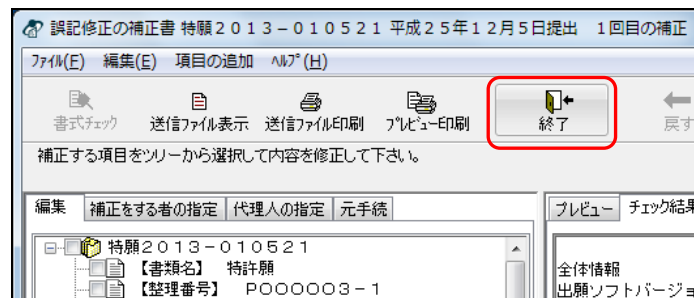 誤記修正の補正書 特願２０１３－０１０５２１ 平成２５年１２月５日提出　１回目の補正
ﾌｧｲﾙ(F) 編集(E) 項目の追加 ﾍﾙﾌﾟ(H)
書式ﾁｪｯｸ 送信ﾌｧｲﾙ表示 送信ﾌｧｲﾙ印刷 ﾌﾟﾚﾋﾞｭｰ印刷 終了 戻す
補正する項目をﾂﾘｰから選択して内容を修正して下さい。
編集 補正をする者の指定 代理人の指定 元手続 プレビュー チェック結果
特願２０１３－０１０５２１
【書類名】 特許願 全体情報
【整理番号】 Ｐ０００００３－１ 出願ソフトバージョ